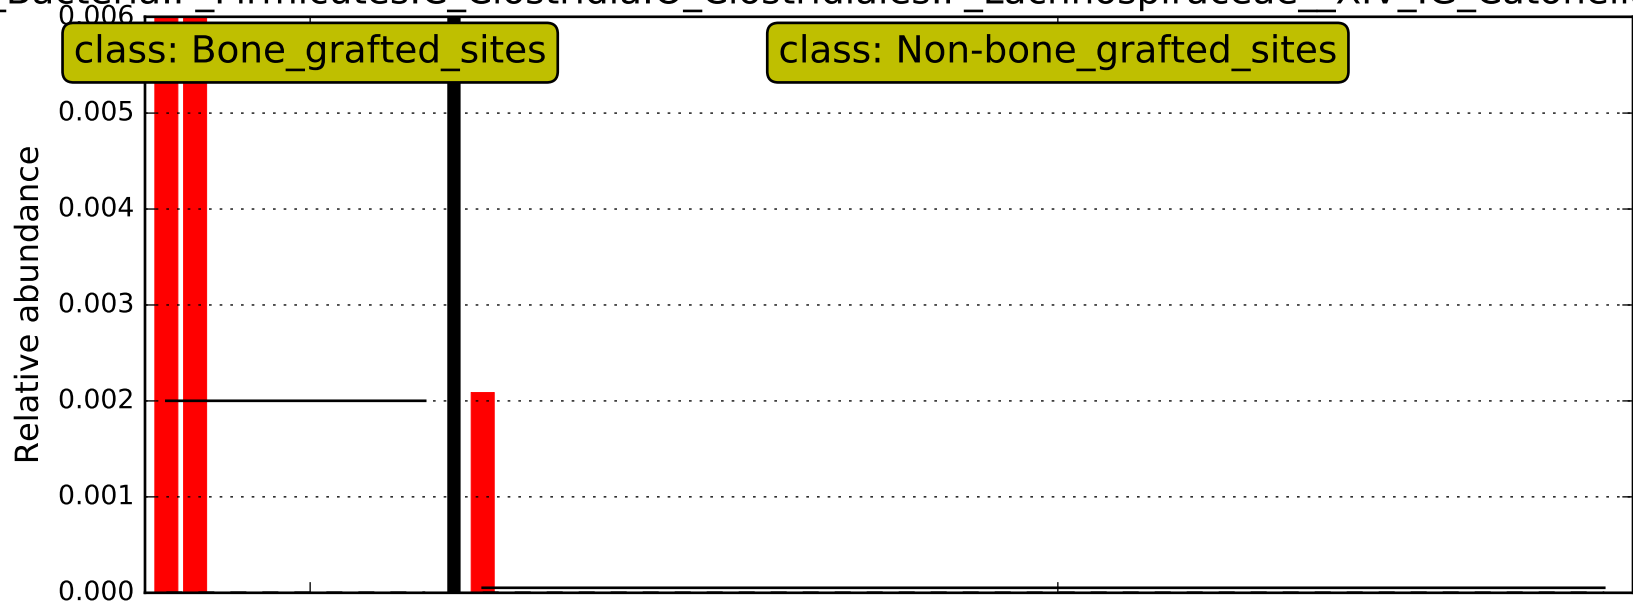 0.006
class: Bone_grafted_sites
class: Non-bone_grafted_sites
0.005
0.004
0.003
0.002
0.001
0.000
Relative abundance